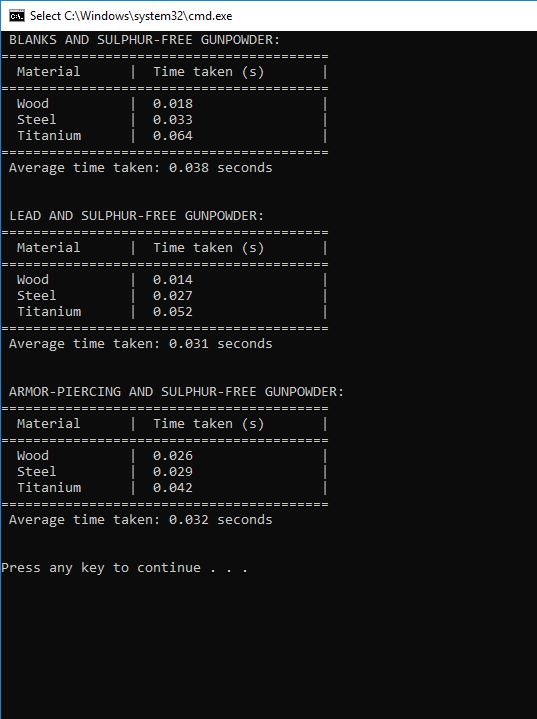 Select C:\Windows\system32\cmd.exe
BLANKS AND SULPHUR-FREE GUNPOWDER:
=========================================
  Material      |  Time taken (s)       |
=========================================
  Wood          |  0.018                |
  Steel         |  0.033                |
  Titanium      |  0.064                |
=========================================
 Average time taken: 0.038 seconds
 LEAD AND SULPHUR-FREE GUNPOWDER:
=========================================
  Material      |  Time taken (s)       |
=========================================
  Wood          |  0.014                |
  Steel         |  0.027                |
  Titanium      |  0.052                |
=========================================
 Average time taken: 0.031 seconds
 ARMOR-PIERCING AND SULPHUR-FREE GUNPOWDER:
=========================================
  Material      |  Time taken (s)       |
=========================================
  Wood          |  0.026                |
  Steel         |  0.029                |
  Titanium      |  0.042                |
=========================================
 Average time taken: 0.032 seconds
Press any key to continue . . .